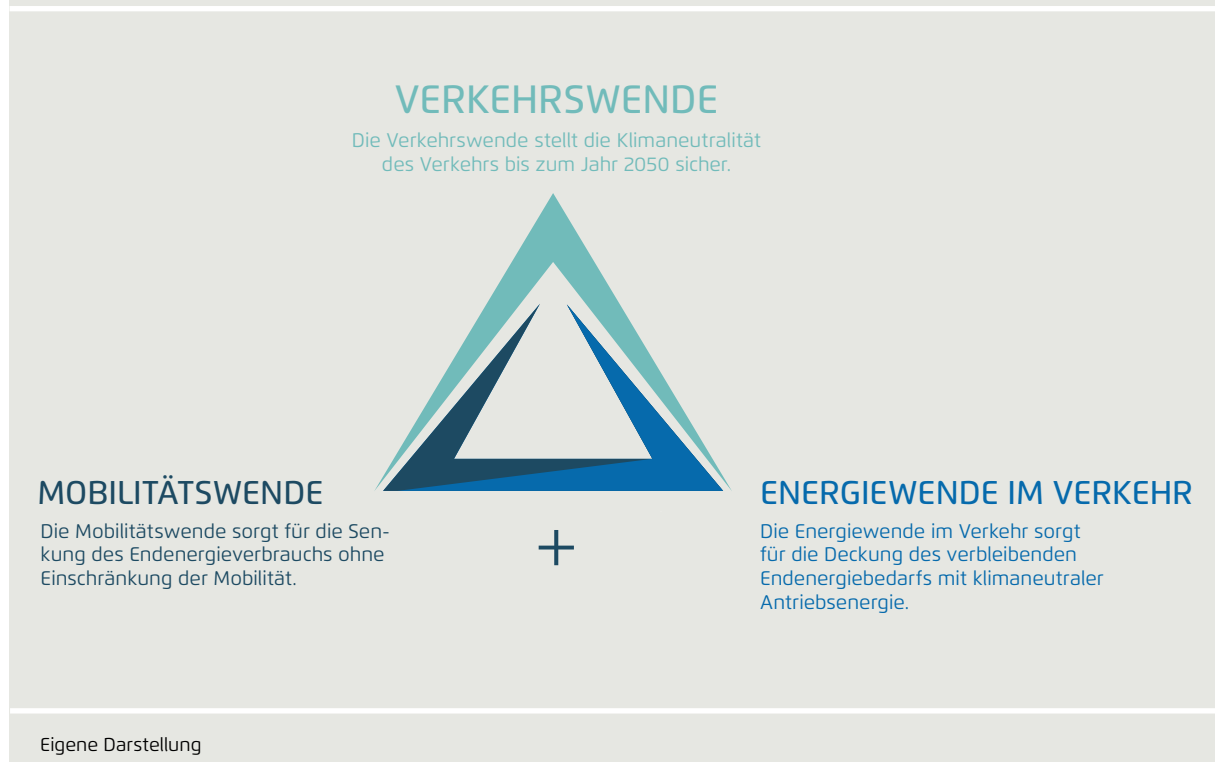 VERKEHRSWENDE
Die Verkehrswende stellt die Klimaneutralität
des Verkehrs bis zum Jahr 2050 sicher.
MOBILITÄTSWENDE
Die Mobilitätswende sorgt für die Sen-
kung des Endenergieverbrauchs ohne
Einschränkung der Mobilität.
+
ENERGIEWENDE IM VERKEHR
Die Energiewende im Verkehr sorgt
für die Deckung des verbleibenden
Endenergiebedarfs mit klimaneutraler
Antriebsenergie.
Eigene Darstellung